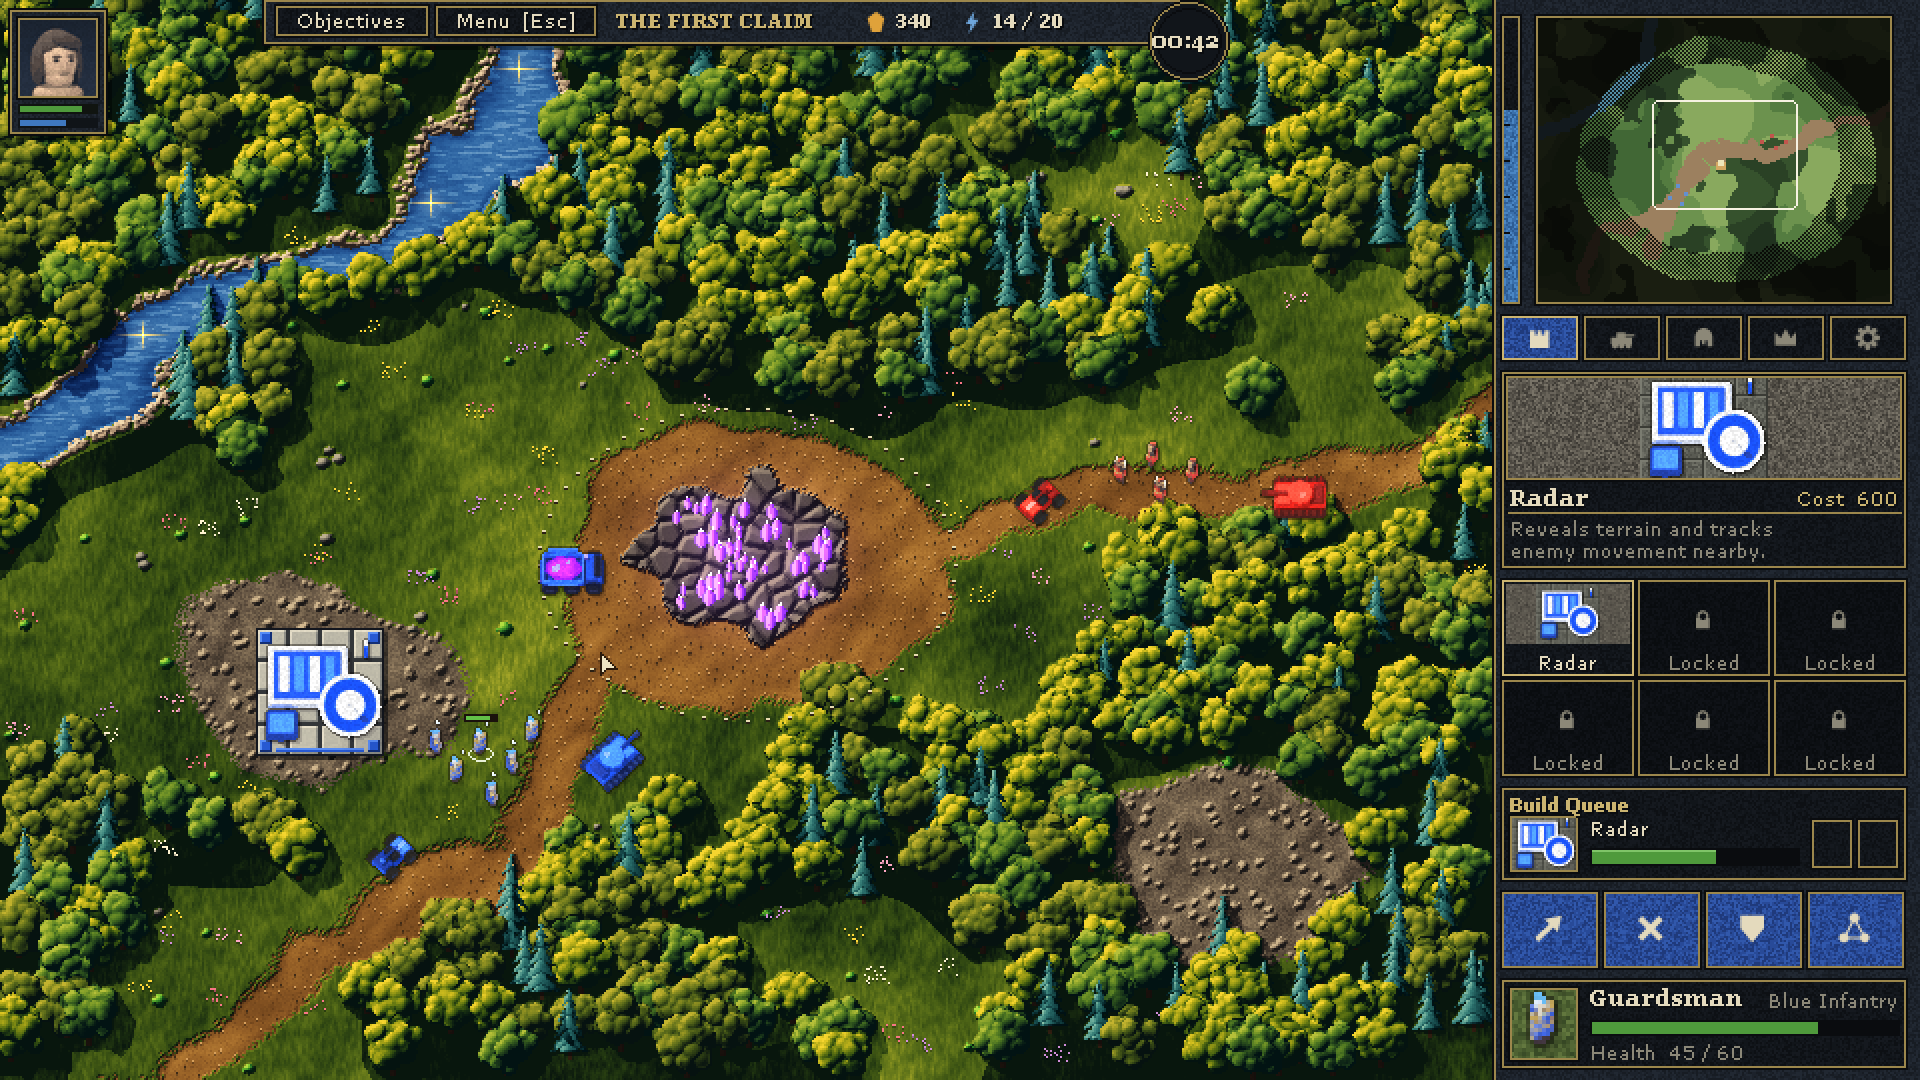 Objectives
Menu [Esc]
THE FIRST CLAIM
340
14 / 20
00:42
Radar
Cost 600
Reveals terrain and tracks
enemy movement nearby.
Radar
Locked
Locked
Locked
Locked
Locked
Build Queue
Radar
Guardsman
Blue Infantry
Health 45 / 60